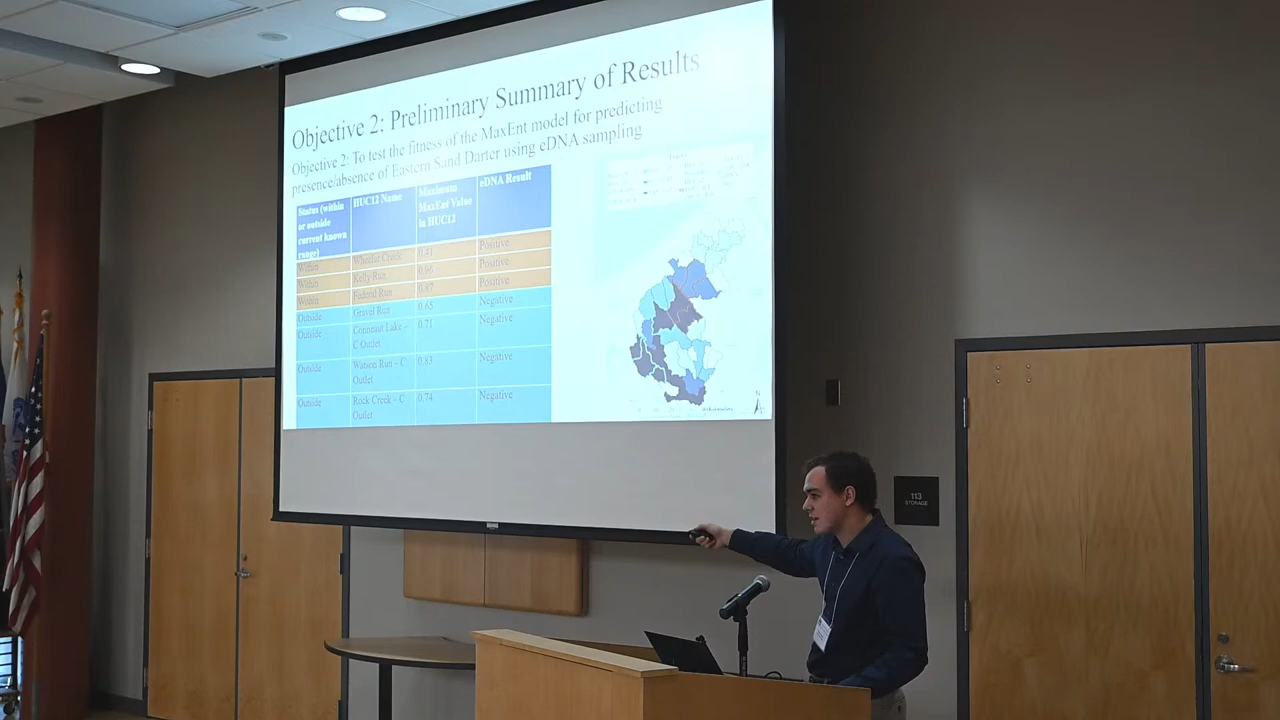 Objective 2: Preliminary Summary of Results
Objective 2: To test the fitness of the MaxEnt model for predicting
presence/absence of Eastern Sand Darter using eDNA sampling
Status (within or outside current known range) HUC12 Name Maximum MaxEnt Value in HUC12 eDNA Result
Within Wheeler Creek 0.41 Positive
Within Kelly Run 0.96 Positive
Within Federal Run 0.87 Positive
Outside Gravel Run 0.65 Negative
Outside Conneaut Lake – C Outlet 0.71 Negative
Outside Watson Run – C Outlet 0.83 Negative
Outside Rock Creek – C Outlet 0.74 Negative
N
113
STORAGE